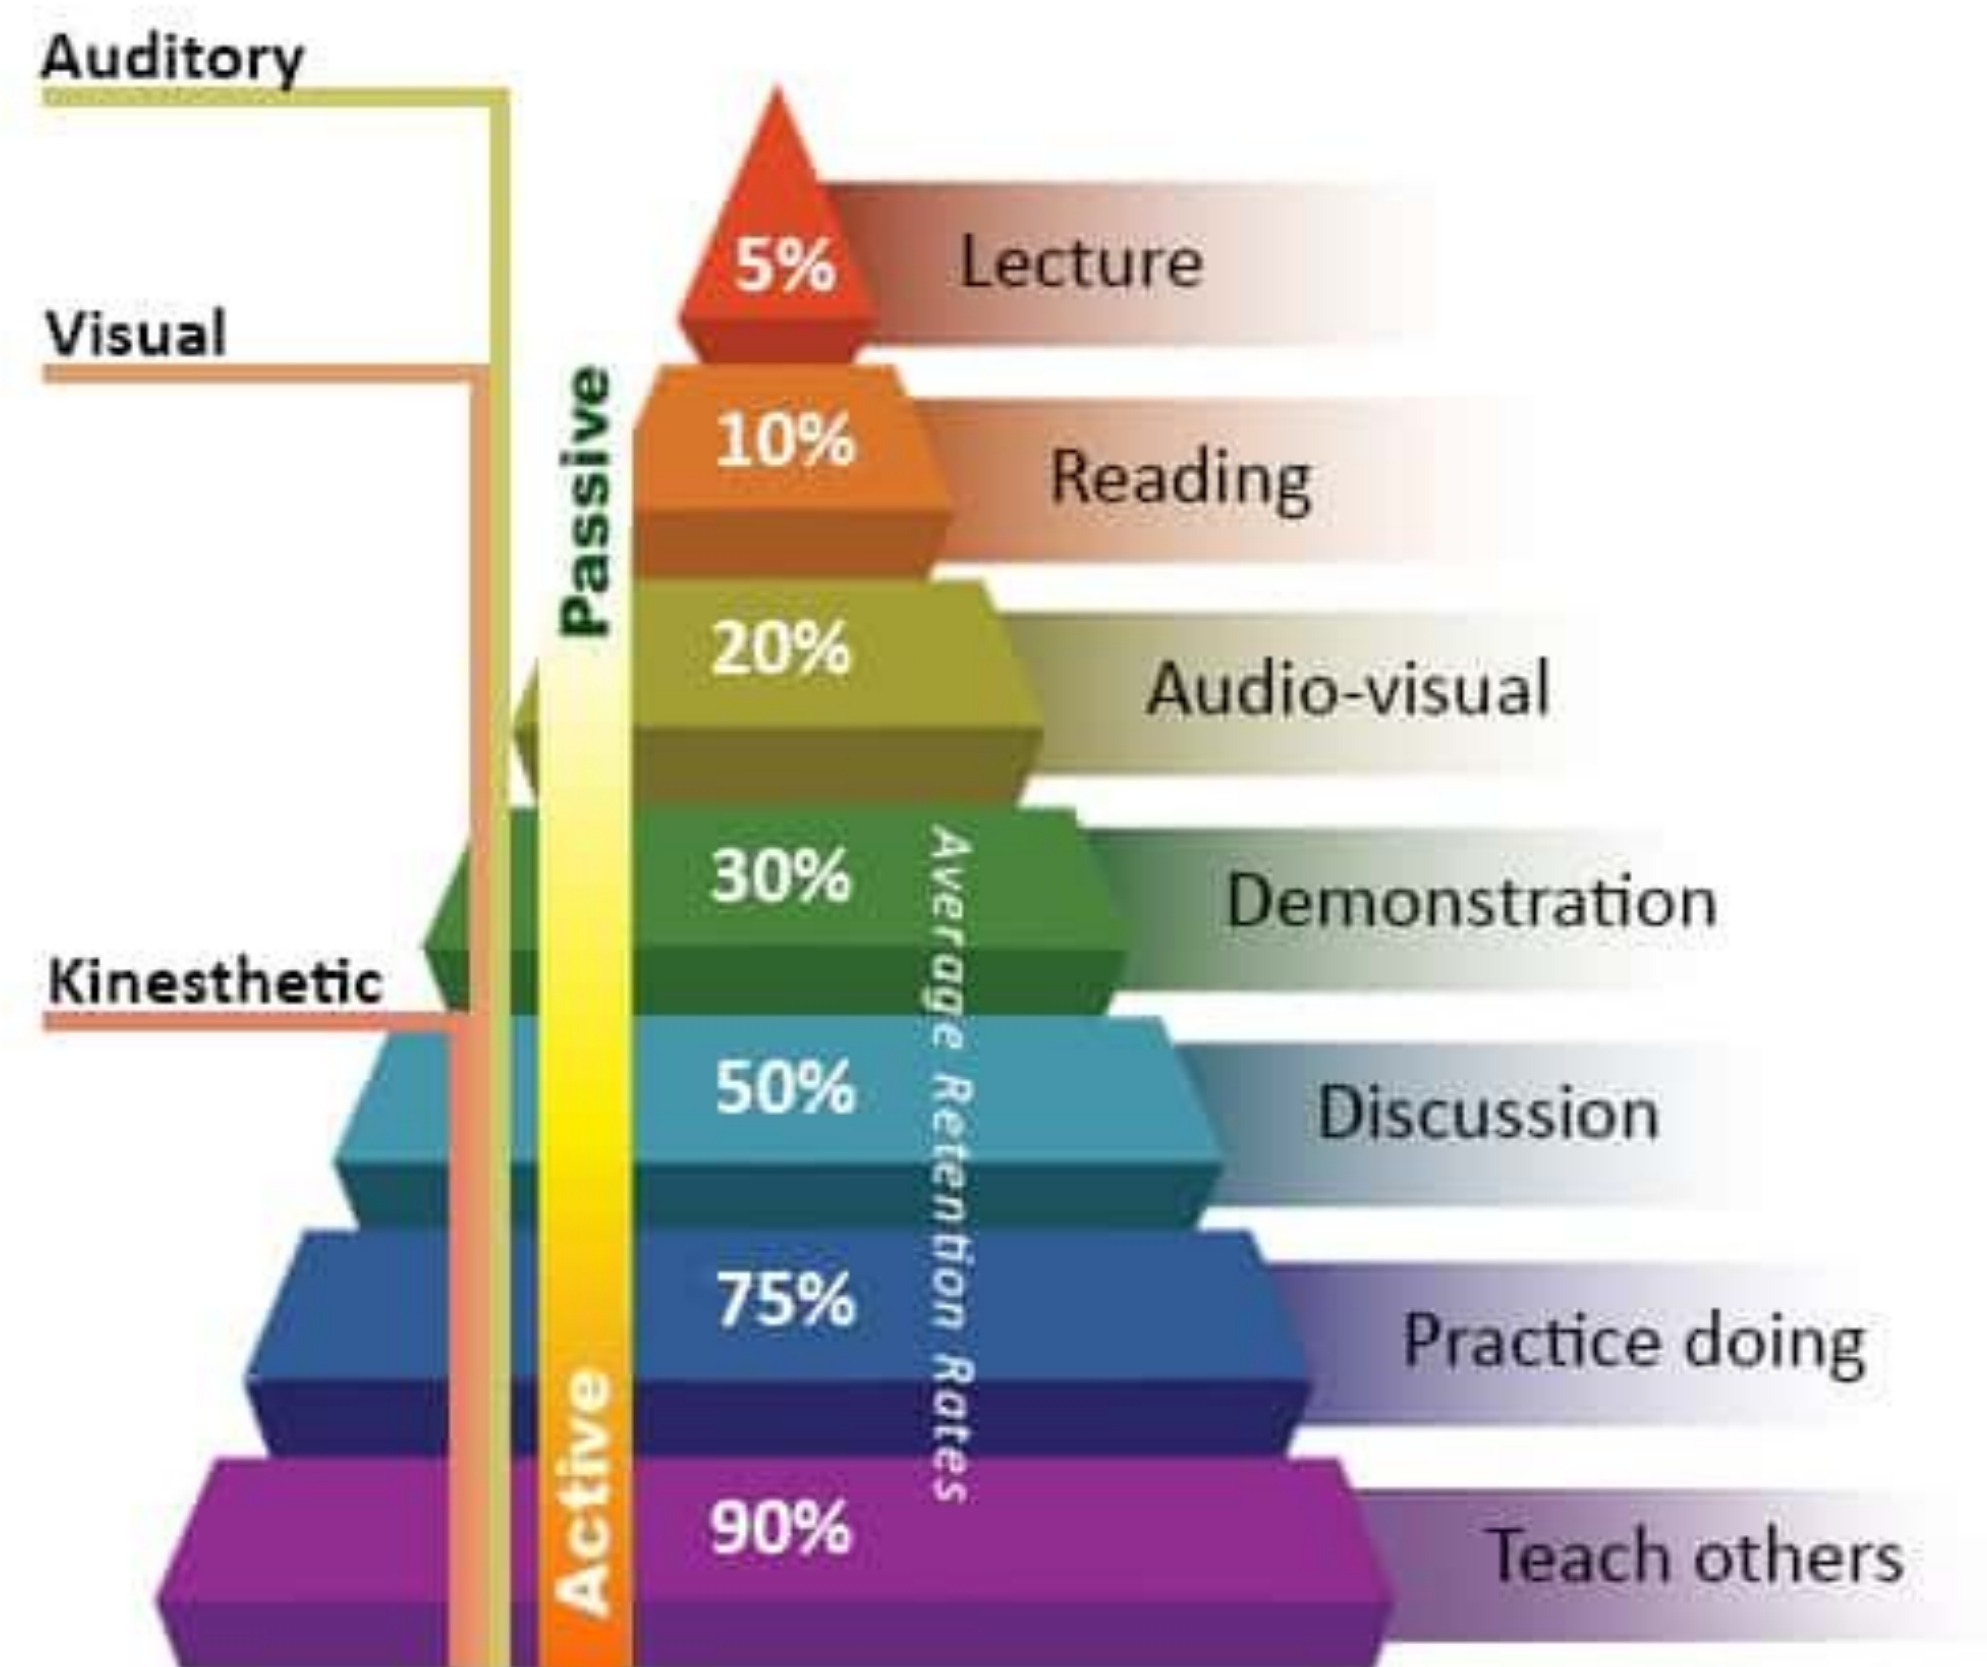 Auditory
5%
Lecture
Visual
Passive
10%
Reading
20%
Audio-visual
30%
Demonstration
Average Retention Rates
Kinesthetic
50%
Discussion
75%
Practice doing
Active
90%
Teach others